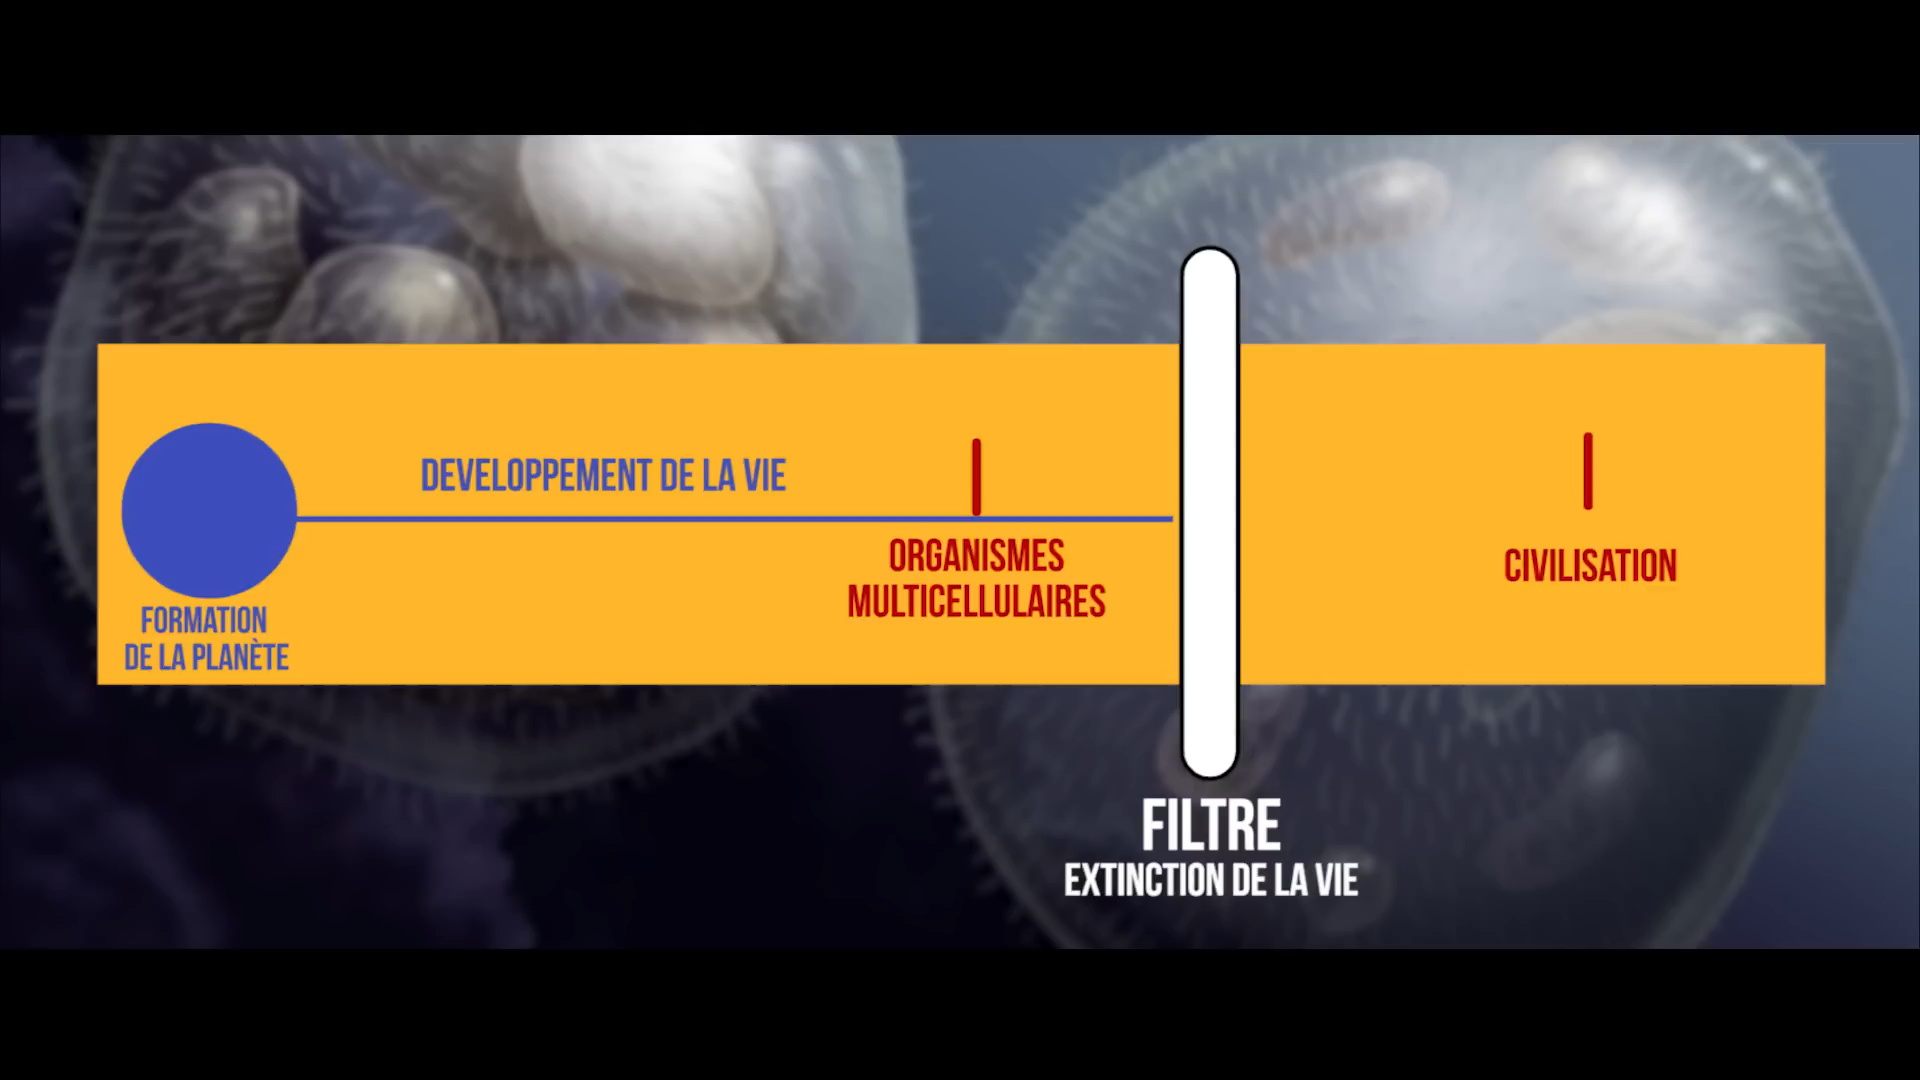 DEVELOPPEMENT DE LA VIE
ORGANISMES
MULTICELLULAIRES
CIVILISATION
FORMATION
DE LA PLANÈTE
FILTRE
EXTINCTION DE LA VIE